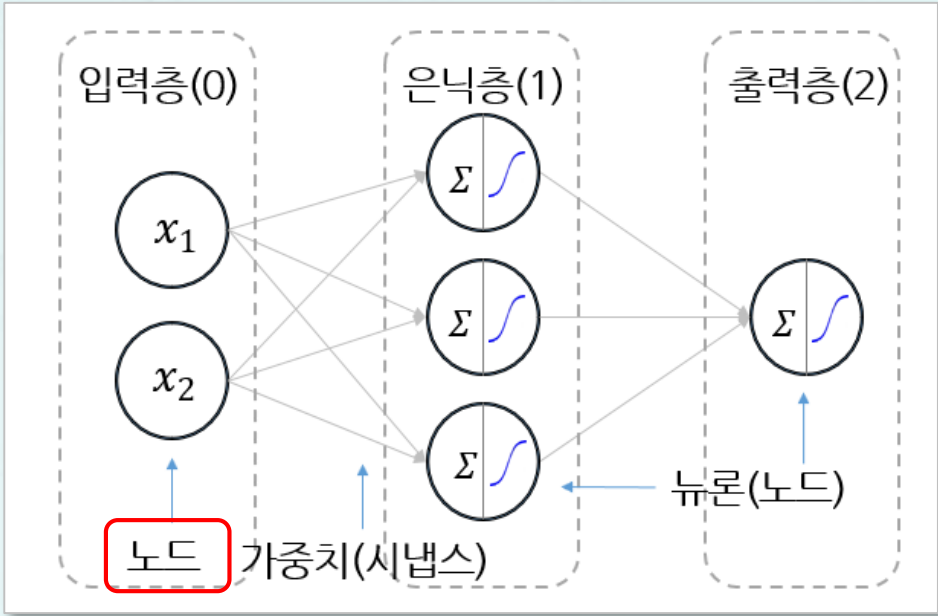 입력층(0)
은닉층(1)
출력층(2)
x₁
x₂
Σ
Σ
Σ
Σ
노드
가중치(시냅스)
뉴론(노드)